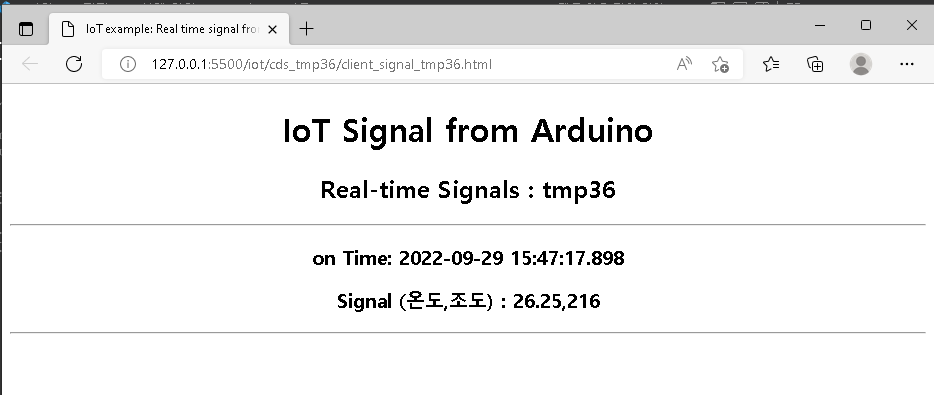 IoT example: Real time signal fro
127.0.0.1:5500/iot/cds_tmp36/client_signal_tmp36.html
IoT Signal from Arduino
Real-time Signals : tmp36
on Time: 2022-09-29 15:47:17.898
Signal (온도,조도) : 26.25,216